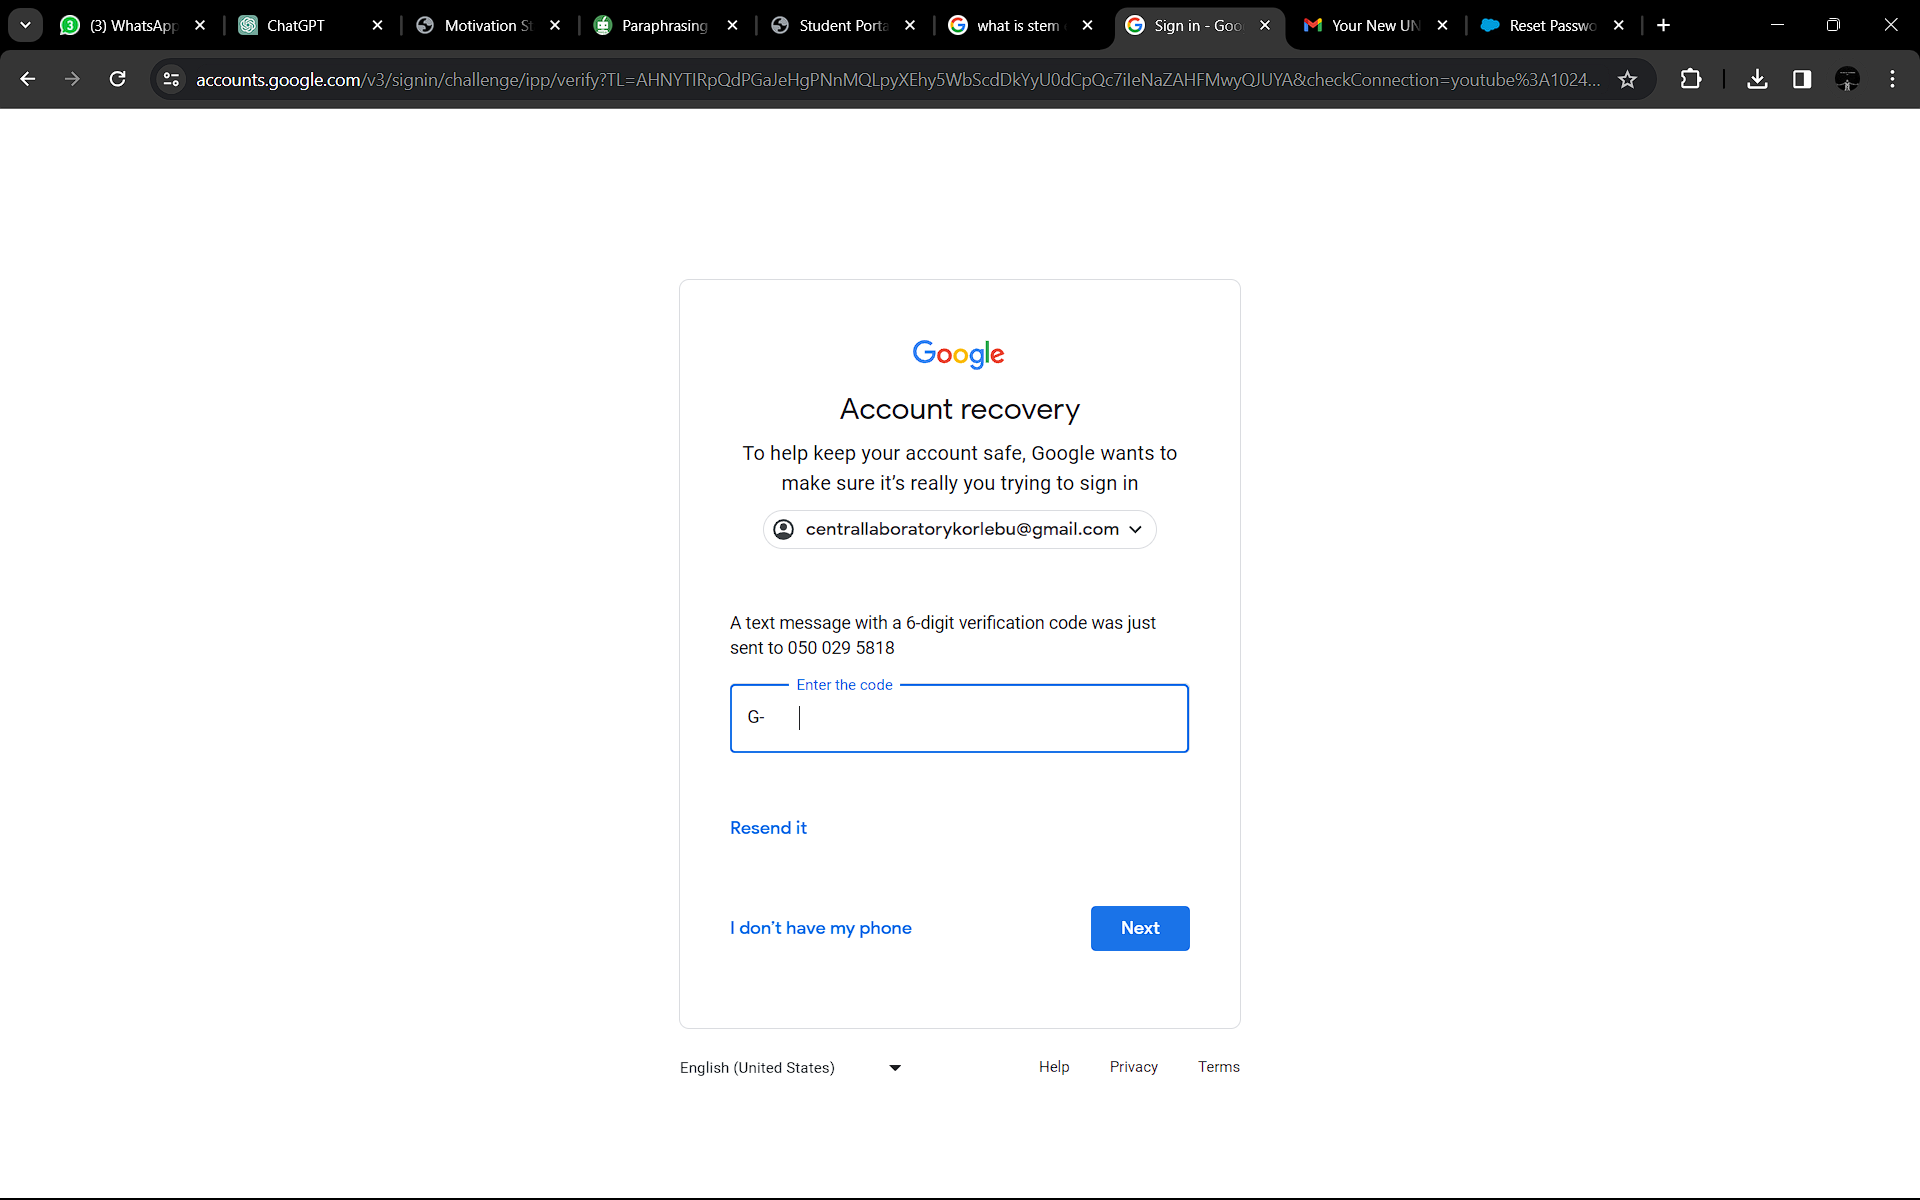 3 (3) WhatsApp
ChatGPT
Motivation St
Paraphrasing
Student Porta
what is stem
Sign in - Goo
Your New UN
Reset Passwo
accounts.google.com/v3/signin/challenge/ipp/verify?TL=AHNYTIRpQdPGaJeHgPNnMQLpyXEhy5WbScdDkYyU0dCpQc7iIeNaZAHFMwyQJUYA&checkConnection=youtube%3A1024...
Google
Account recovery
To help keep your account safe, Google wants to
make sure it’s really you trying to sign in
centrallaboratorykorlebu@gmail.com
A text message with a 6-digit verification code was just
sent to 050 029 5818
Enter the code
G-
Resend it
I don’t have my phone
Next
English (United States)
Help
Privacy
Terms